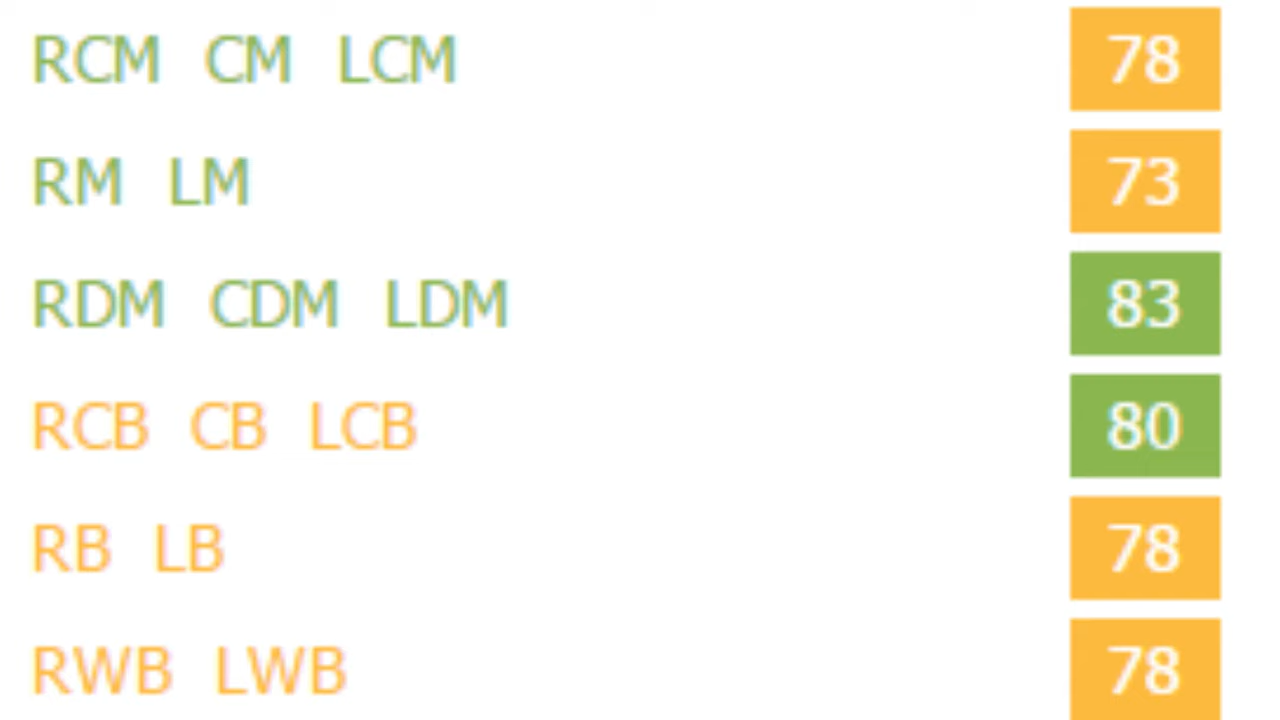 RCM CM LCM 78
RM LM 73
RDM CDM LDM 83
RCB CB LCB 80
RB LB 78
RWB LWB 78